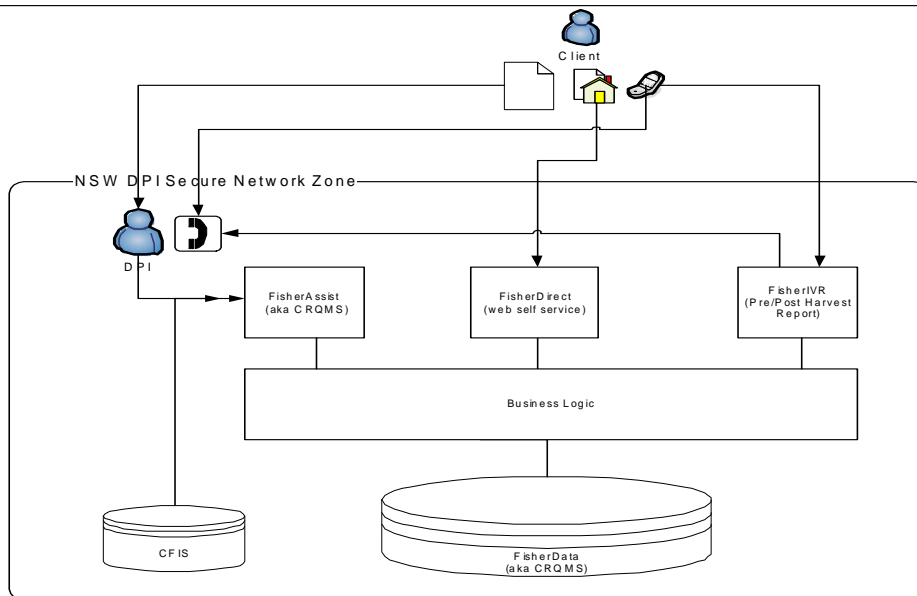 Client
NSW DPI Secure Network Zone
DPI
FisherAssist
(aka CRQMS)
FisherDirect
(web self service)
FisherIVR
(Pre/Post Harvest
Report)
Business Logic
CFIS
FisherData
(aka CRQMS)